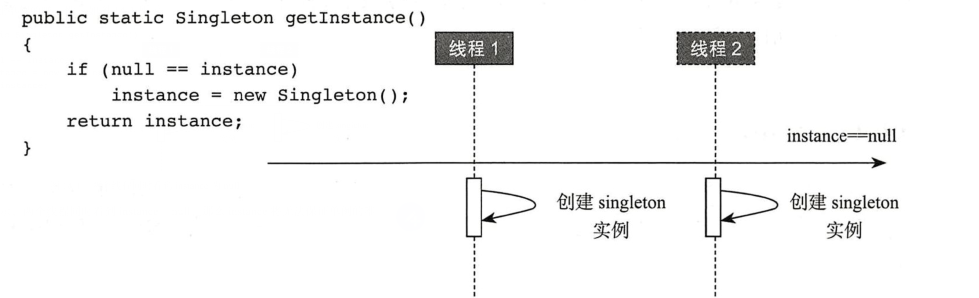 public static Singleton getInstance()
{
if (null == instance)
instance = new Singleton();
return instance;
}
线程 1
线程 2
instance==null
创建 singleton
实例
创建 singleton
实例